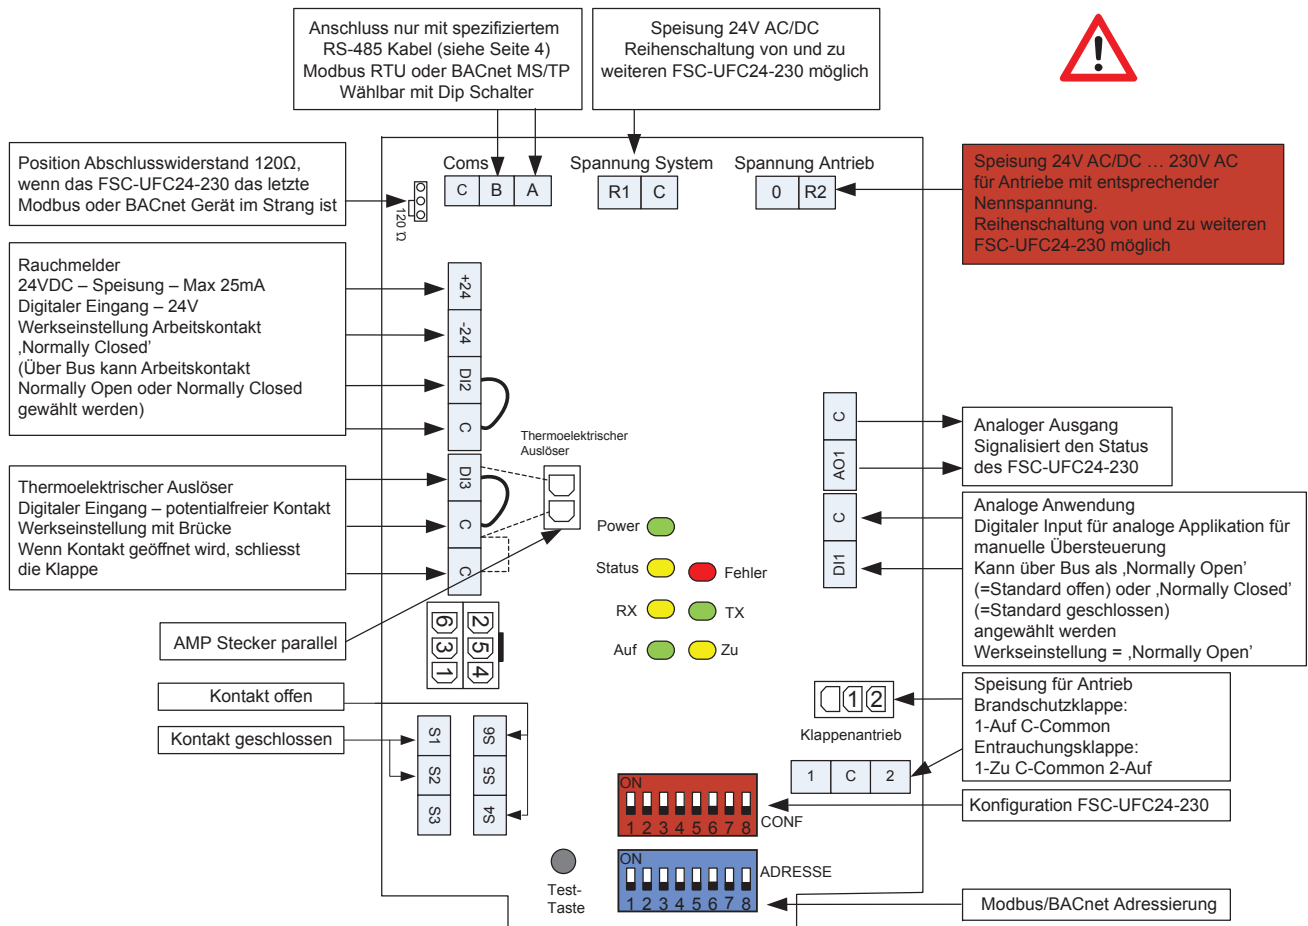 Anschluss nur mit spezifiziertem
RS-485 Kabel (siehe Seite 4)
Modbus RTU oder BACnet MS/TP
Wählbar mit Dip Schalter
Speisung 24V AC/DC
Reihenschaltung von und zu
weiteren FSC-UFC24-230 möglich
Position Abschlusswiderstand 120Ω,
wenn das FSC-UFC24-230 das letzte
Modbus oder BACnet Gerät im Strang ist
120 Ω
Coms
C B A
Spannung System
R1 C
Spannung Antrieb
0 R2
Speisung 24V AC/DC … 230V AC
für Antriebe mit entsprechender
Nennspannung.
Reihenschaltung von und zu weiteren
FSC-UFC24-230 möglich
Rauchmelder
24VDC – Speisung – Max 25mA
Digitaler Eingang – 24V
Werkseinstellung Arbeitskontakt
‚Normally Closed’
(Über Bus kann Arbeitskontakt
Normally Open oder Normally Closed
gewählt werden)
+24
-24
DI2
C
Thermoelektrischer Auslöser
Digitaler Eingang – potentialfreier Kontakt
Werkseinstellung mit Brücke
Wenn Kontakt geöffnet wird, schliesst
die Klappe
DI3
C
C
Thermoelektrischer
Auslöser
AMP Stecker parallel
6 2
3 5
1 4
Power
Status
Fehler
RX
TX
Auf
Zu
C
AO1
C
DI1
Analoger Ausgang
Signalisiert den Status
des FSC-UFC24-230
Analoge Anwendung
Digitaler Input für analoge Applikation für
manuelle Übersteuerung
Kann über Bus als ‚Normally Open’
(=Standard offen) oder ‚Normally Closed’
(=Standard geschlossen)
angewählt werden
Werkseinstellung = ‚Normally Open’
Kontakt offen
Kontakt geschlossen
S1 S6
S2 S5
S3 S4
1 2
Klappenantrieb
1 C 2
Speisung für Antrieb
Brandschutzklappe:
1-Auf C-Common
Entrauchungsklappe:
1-Zu C-Common 2-Auf
ON
1 2 3 4 5 6 7 8
CONF
Konfiguration FSC-UFC24-230
ON
1 2 3 4 5 6 7 8
ADRESSE
Modbus/BACnet Adressierung
Test-
Taste